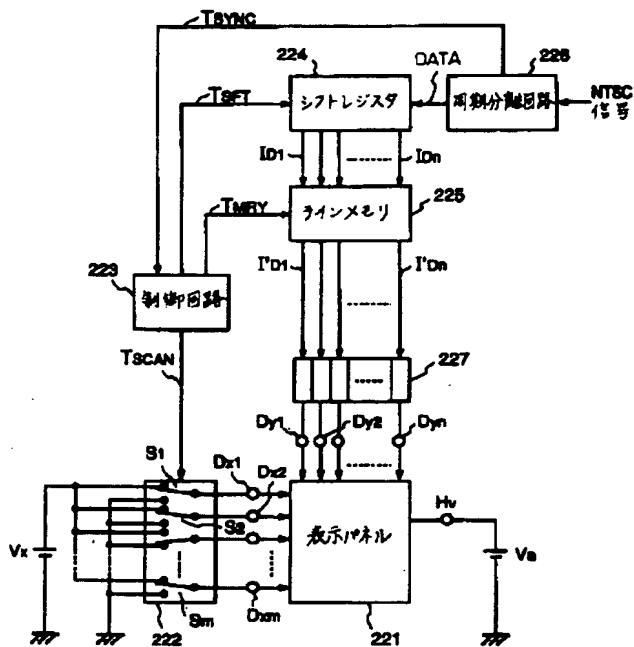 TSYNC
224
DATA
226
TSFT
シフトレジスタ
同期分離回路
NTSC
信号
ID1
IDn
TMRY
ラインメモリ
225
I'D1
I'Dn
223
制御回路
TSCAN
227
Dy1
Dy2
Dyn
S1
Dx1
Dx2
S2
Hv
Vx
表示パネル
Va
Sm
Dxm
222
221